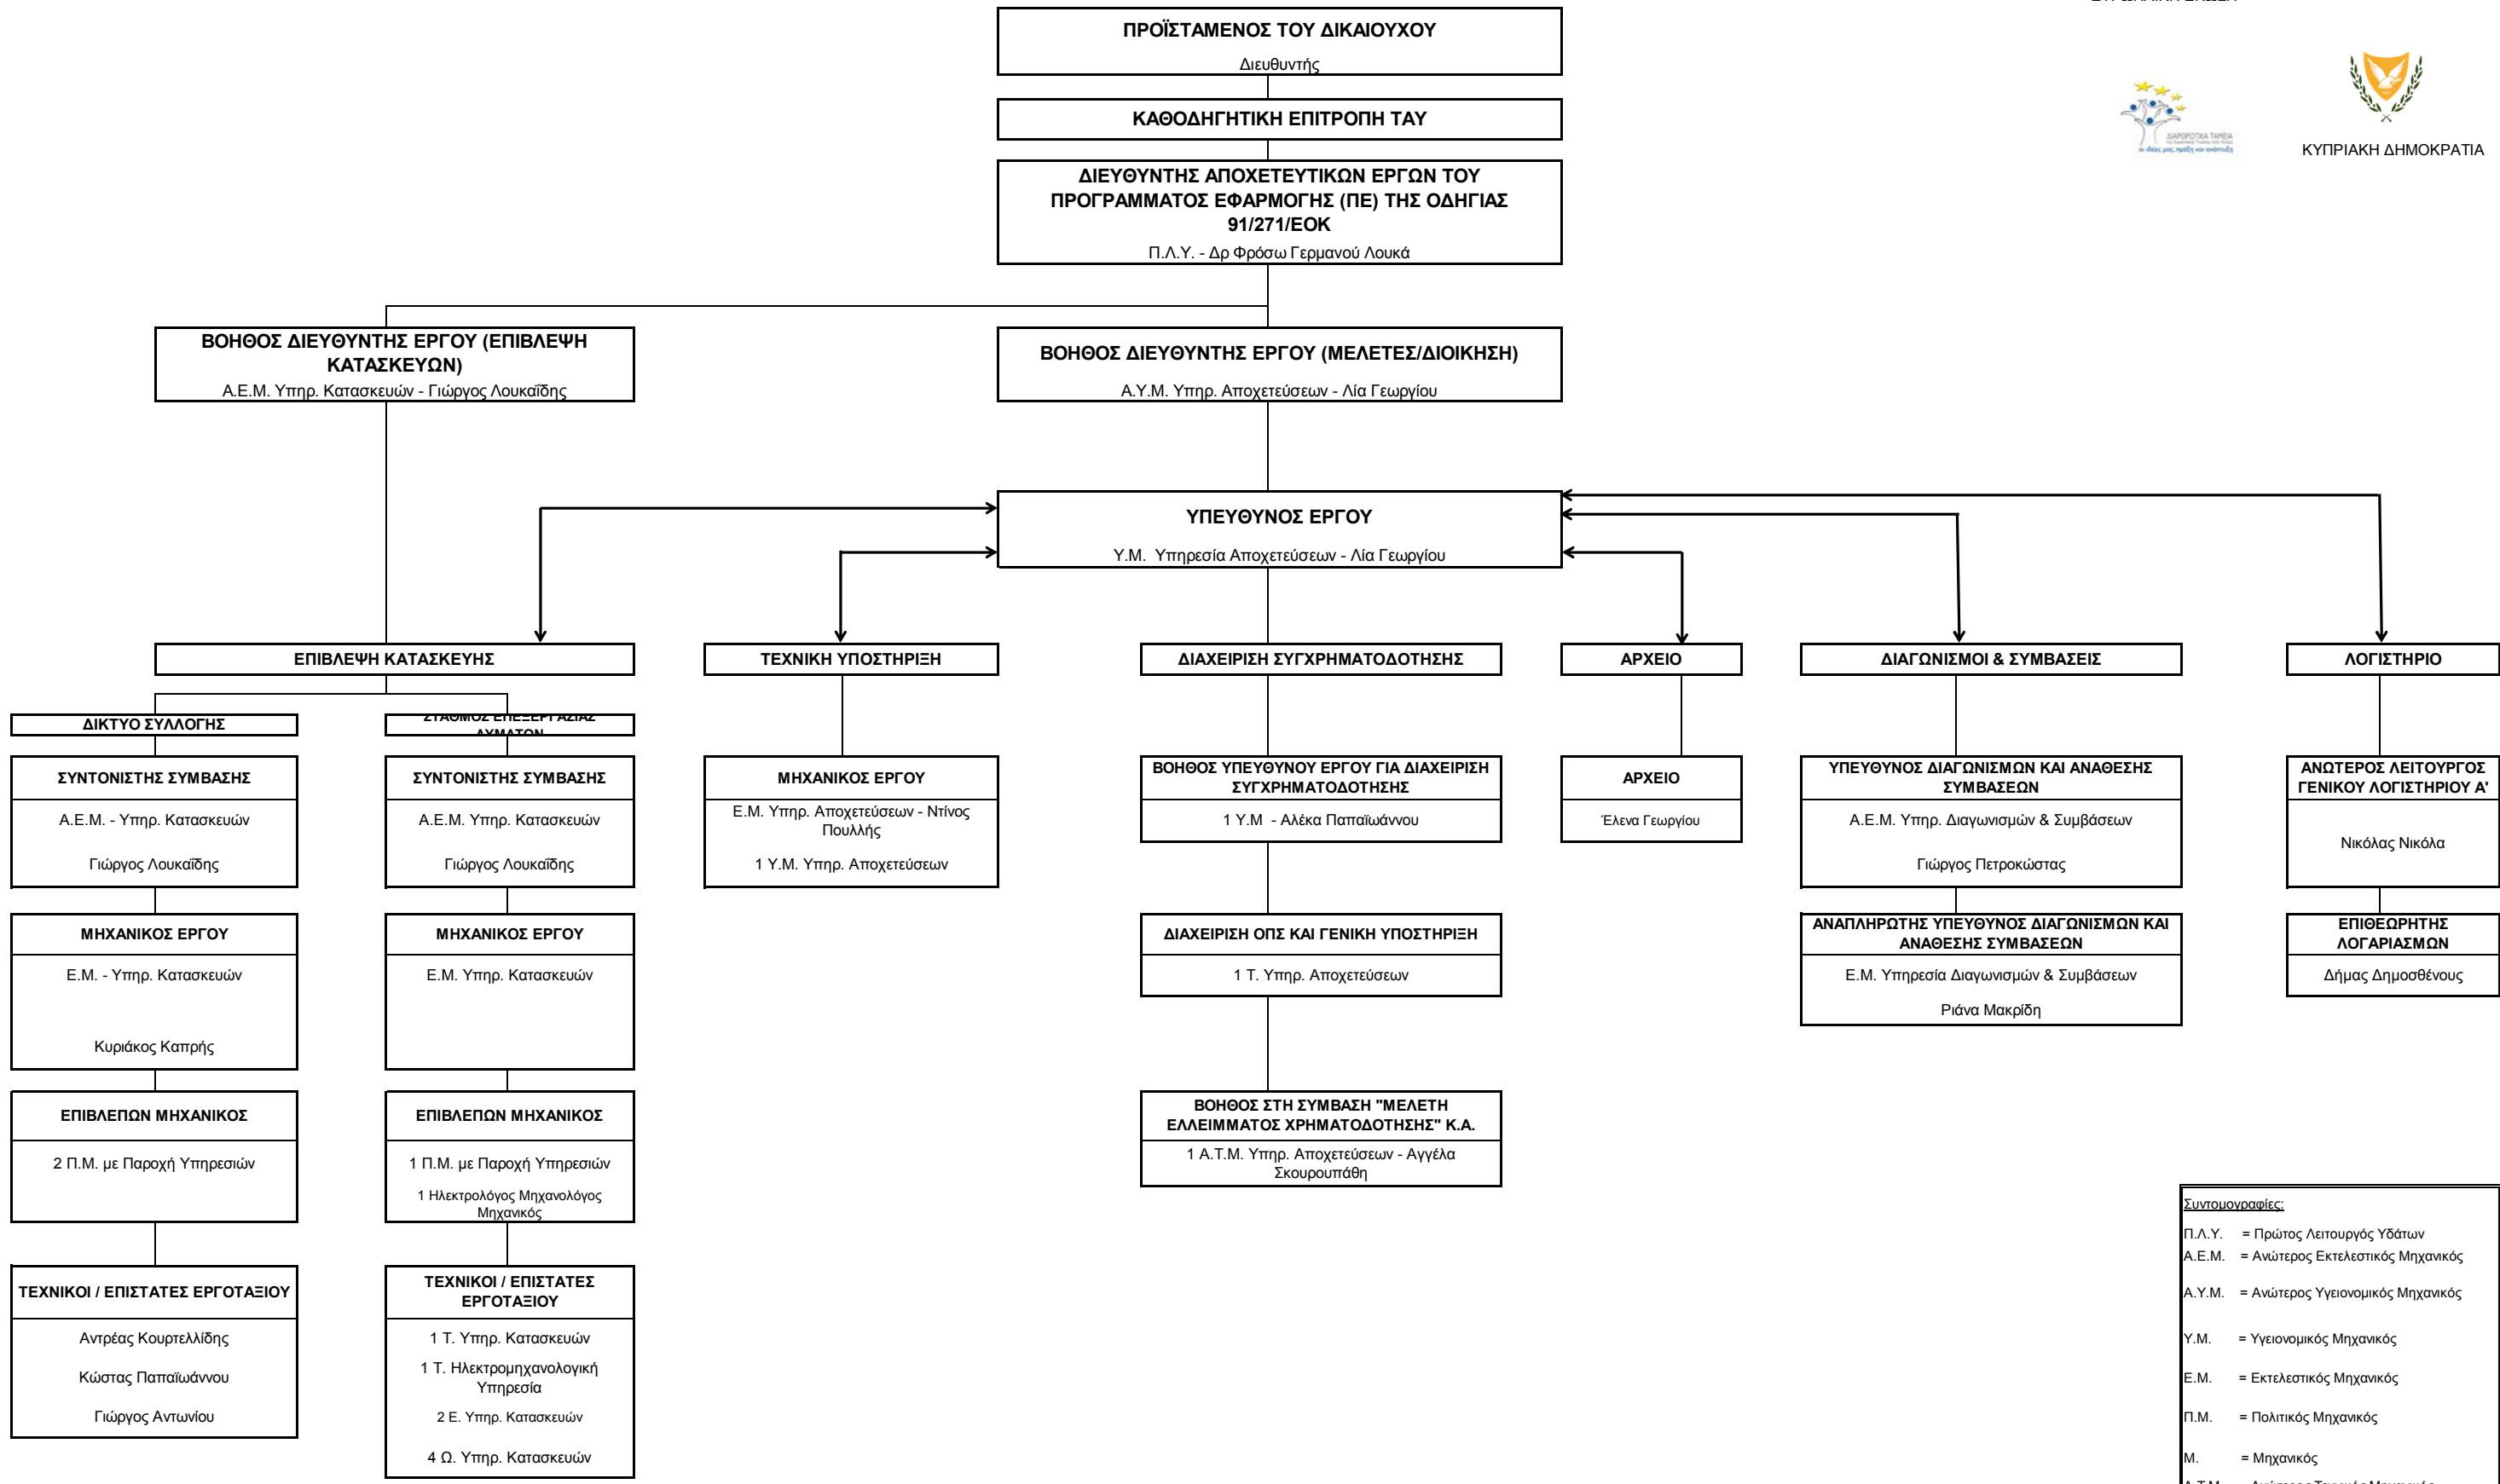 ΠΡΟΪΣΤΑΜΕΝΟΣ ΤΟΥ ΔΙΚΑΙΟΥΧΟΥ
Διευθυντής
ΚΑΘΟΔΗΓΗΤΙΚΗ ΕΠΙΤΡΟΠΗ ΤΑΥ
ΚΥΠΡΙΑΚΗ ΔΗΜΟΚΡΑΤΙΑ
ΔΙΕΥΘΥΝΤΗΣ ΑΠΟΧΕΤΕΥΤΙΚΩΝ ΕΡΓΩΝ ΤΟΥ
ΠΡΟΓΡΑΜΜΑΤΟΣ ΕΦΑΡΜΟΓΗΣ (ΠΕ) ΤΗΣ ΟΔΗΓΙΑΣ
91/271/ΕΟΚ
Π.Λ.Υ. - Δρ Φρόσω Γερμανού Λουκά
ΒΟΗΘΟΣ ΔΙΕΥΘΥΝΤΗΣ ΕΡΓΟΥ (ΕΠΙΒΛΕΨΗ
ΚΑΤΑΣΚΕΥΩΝ)
Α.Ε.Μ. Υπηρ. Κατασκευών - Γιώργος Λουκαΐδης
ΒΟΗΘΟΣ ΔΙΕΥΘΥΝΤΗΣ ΕΡΓΟΥ (ΜΕΛΕΤΕΣ/ΔΙΟΙΚΗΣΗ)
Α.Υ.Μ. Υπηρ. Αποχετεύσεων - Λία Γεωργίου
ΥΠΕΥΘΥΝΟΣ ΕΡΓΟΥ
Υ.Μ. Υπηρεσία Αποχετεύσεων - Λία Γεωργίου
ΕΠΙΒΛΕΨΗ ΚΑΤΑΣΚΕΥΗΣ
ΤΕΧΝΙΚΗ ΥΠΟΣΤΗΡΙΞΗ
ΔΙΑΧΕΙΡΙΣΗ ΣΥΓΧΡΗΜΑΤΟΔΟΤΗΣΗΣ
ΑΡΧΕΙΟ
ΔΙΑΓΩΝΙΣΜΟΙ & ΣΥΜΒΑΣΕΙΣ
ΛΟΓΙΣΤΗΡΙΟ
ΔΙΚΤΥΟ ΣΥΛΛΟΓΗΣ
ΣΤΑΘΜΟΣ ΕΠΕΞΕΡΓΑΣΙΑΣ
ΛΥΜΑΤΩΝ
ΣΥΝΤΟΝΙΣΤΗΣ ΣΥΜΒΑΣΗΣ
Α.Ε.Μ. - Υπηρ. Κατασκευών
Γιώργος Λουκαΐδης
ΣΥΝΤΟΝΙΣΤΗΣ ΣΥΜΒΑΣΗΣ
Α.Ε.Μ. Υπηρ. Κατασκευών
Γιώργος Λουκαΐδης
ΜΗΧΑΝΙΚΟΣ ΕΡΓΟΥ
Ε.Μ. Υπηρ. Αποχετεύσεων - Ντίνος
Πουλλής
1 Υ.Μ. Υπηρ. Αποχετεύσεων
ΒΟΗΘΟΣ ΥΠΕΥΘΥΝΟΥ ΕΡΓΟΥ ΓΙΑ ΔΙΑΧΕΙΡΙΣΗ
ΣΥΓΧΡΗΜΑΤΟΔΟΤΗΣΗΣ
1 Υ.Μ - Αλέκα Παπαϊωάννου
ΑΡΧΕΙΟ
Έλενα Γεωργίου
ΥΠΕΥΘΥΝΟΣ ΔΙΑΓΩΝΙΣΜΩΝ ΚΑΙ ΑΝΑΘΕΣΗΣ
ΣΥΜΒΑΣΕΩΝ
Α.Ε.Μ. Υπηρ. Διαγωνισμών & Συμβάσεων
Γιώργος Πετροκώστας
ΑΝΩΤΕΡΟΣ ΛΕΙΤΟΥΡΓΟΣ
ΓΕΝΙΚΟΥ ΛΟΓΙΣΤΗΡΙΟΥ Α'
Νικόλας Νικόλα
ΜΗΧΑΝΙΚΟΣ ΕΡΓΟΥ
Ε.Μ. - Υπηρ. Κατασκευών
Κυριάκος Καπρής
ΜΗΧΑΝΙΚΟΣ ΕΡΓΟΥ
Ε.Μ. Υπηρ. Κατασκευών
ΔΙΑΧΕΙΡΙΣΗ ΟΠΣ ΚΑΙ ΓΕΝΙΚΗ ΥΠΟΣΤΗΡΙΞΗ
1 Τ. Υπηρ. Αποχετεύσεων
ΑΝΑΠΛΗΡΩΤΗΣ ΥΠΕΥΘΥΝΟΣ ΔΙΑΓΩΝΙΣΜΩΝ ΚΑΙ
ΑΝΑΘΕΣΗΣ ΣΥΜΒΑΣΕΩΝ
Ε.Μ. Υπηρεσία Διαγωνισμών & Συμβάσεων
Ριάνα Μακρίδη
ΕΠΙΘΕΩΡΗΤΗΣ
ΛΟΓΑΡΙΑΣΜΩΝ
Δήμας Δημοσθένους
ΕΠΙΒΛΕΠΩΝ ΜΗΧΑΝΙΚΟΣ
2 Π.Μ. με Παροχή Υπηρεσιών
ΕΠΙΒΛΕΠΩΝ ΜΗΧΑΝΙΚΟΣ
1 Π.Μ. με Παροχή Υπηρεσιών
1 Ηλεκτρολόγος Μηχανολόγος
Μηχανικός
ΒΟΗΘΟΣ ΣΤΗ ΣΥΜΒΑΣΗ "ΜΕΛΕΤΗ
ΕΛΛΕΙΜΜΑΤΟΣ ΧΡΗΜΑΤΟΔΟΤΗΣΗΣ" Κ.Α.
1 Α.Τ.Μ. Υπηρ. Αποχετεύσεων - Αγγέλα
Σκουρουπάθη
ΤΕΧΝΙΚΟΙ / ΕΠΙΣΤΑΤΕΣ ΕΡΓΟΤΑΞΙΟΥ
Αντρέας Κουρτελλίδης
Κώστας Παπαϊωάννου
Γιώργος Αντωνίου
ΤΕΧΝΙΚΟΙ / ΕΠΙΣΤΑΤΕΣ
ΕΡΓΟΤΑΞΙΟΥ
1 Τ. Υπηρ. Κατασκευών
1 Τ. Ηλεκτρομηχανολογική
Υπηρεσία
2 Ε. Υπηρ. Κατασκευών
4 Ω. Υπηρ. Κατασκευών
Συντομογραφίες:
Π.Λ.Υ. = Πρώτος Λειτουργός Υδάτων
Α.Ε.Μ. = Ανώτερος Εκτελεστικός Μηχανικός
Α.Υ.Μ. = Ανώτερος Υγειονομικός Μηχανικός
Υ.Μ. = Υγειονομικός Μηχανικός
Ε.Μ. = Εκτελεστικός Μηχανικός
Π.Μ. = Πολιτικός Μηχανικός
Μ. = Μηχανικός